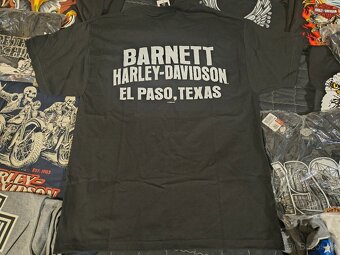 BARNETT
HARLEY-DAVIDSON
EL PASO, TEXAS